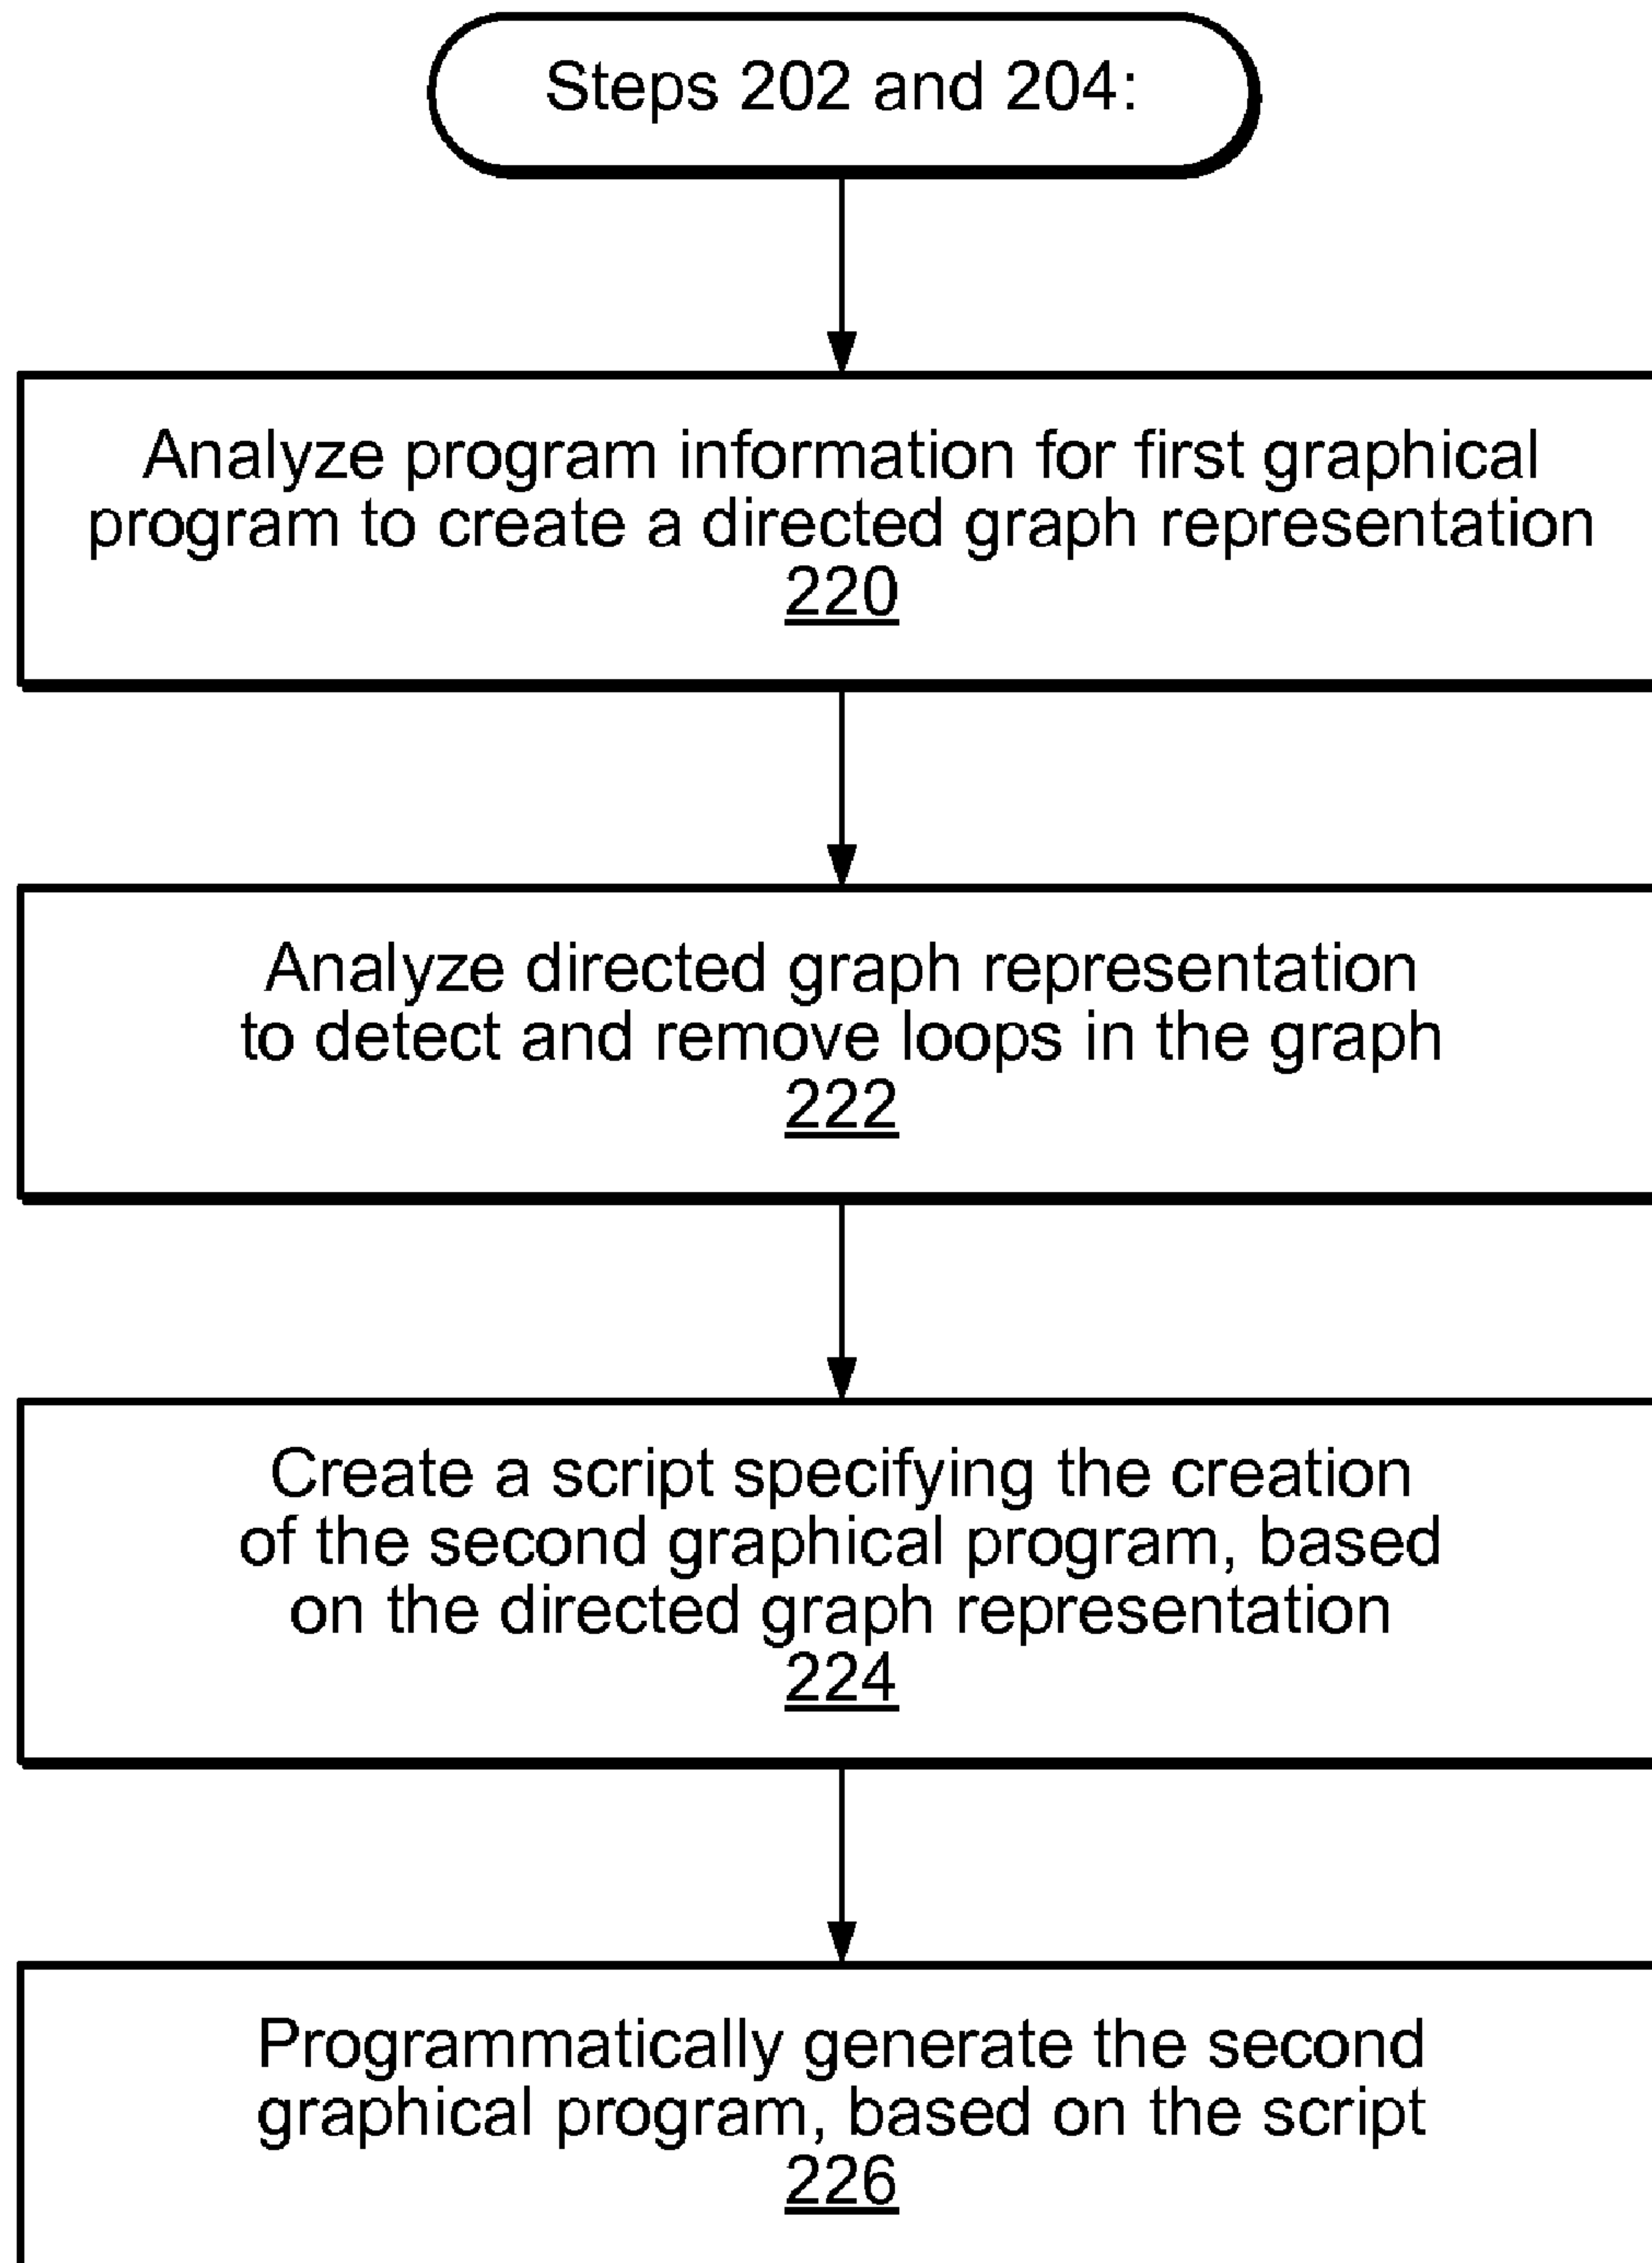 Steps 202 and 204:
Analyze program information for first graphical
program to create a directed graph representation
220
Analyze directed graph representation
to detect and remove loops in the graph
222
Create a script specifying the creation
of the second graphical program, based
on the directed graph representation
224
Programmatically generate the second
graphical program, based on the script
226